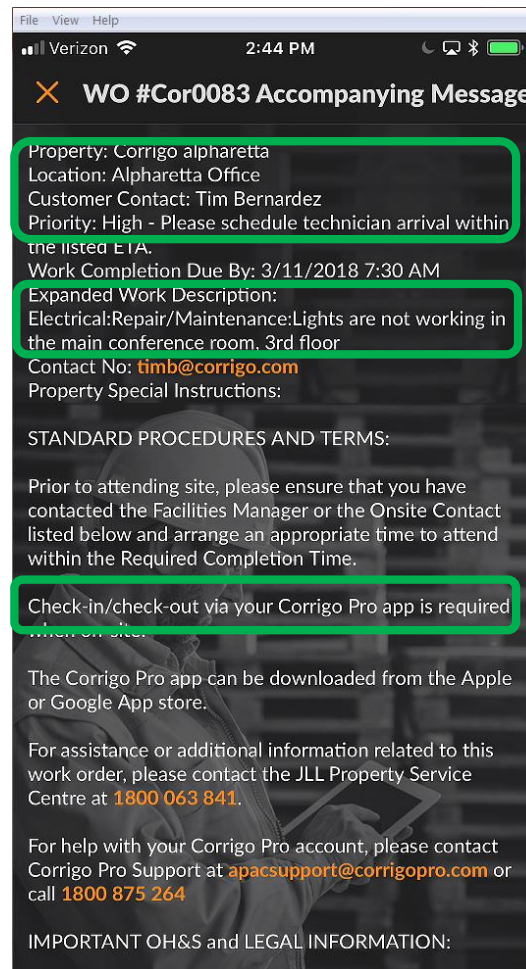 File View Help
Verizon 2:44 PM
WO #Cor0083 Accompanying Message
Property: Corrigo alpharetta
Location: Alpharetta Office
Customer Contact: Tim Bernardez
Priority: High - Please schedule technician arrival within
the listed ETA.
Work Completion Due By: 3/11/2018 7:30 AM
Expanded Work Description:
Electrical:Repair/Maintenance:Lights are not working in
the main conference room, 3rd floor
Contact No: timb@corrigo.com
Property Special Instructions:
STANDARD PROCEDURES AND TERMS:
Prior to attending site, please ensure that you have
contacted the Facilities Manager or the Onsite Contact
listed below and arrange an appropriate time to attend
within the Required Completion Time.
Check-in/check-out via your Corrigo Pro app is required
when on-site.
The Corrigo Pro app can be downloaded from the Apple
or Google App store.
For assistance or additional information related to this
work order, please contact the JLL Property Service
Centre at 1800 063 841.
For help with your Corrigo Pro account, please contact
Corrigo Pro Support at apacsupport@corrigopro.com or
call 1800 875 264
IMPORTANT OH&S and LEGAL INFORMATION: